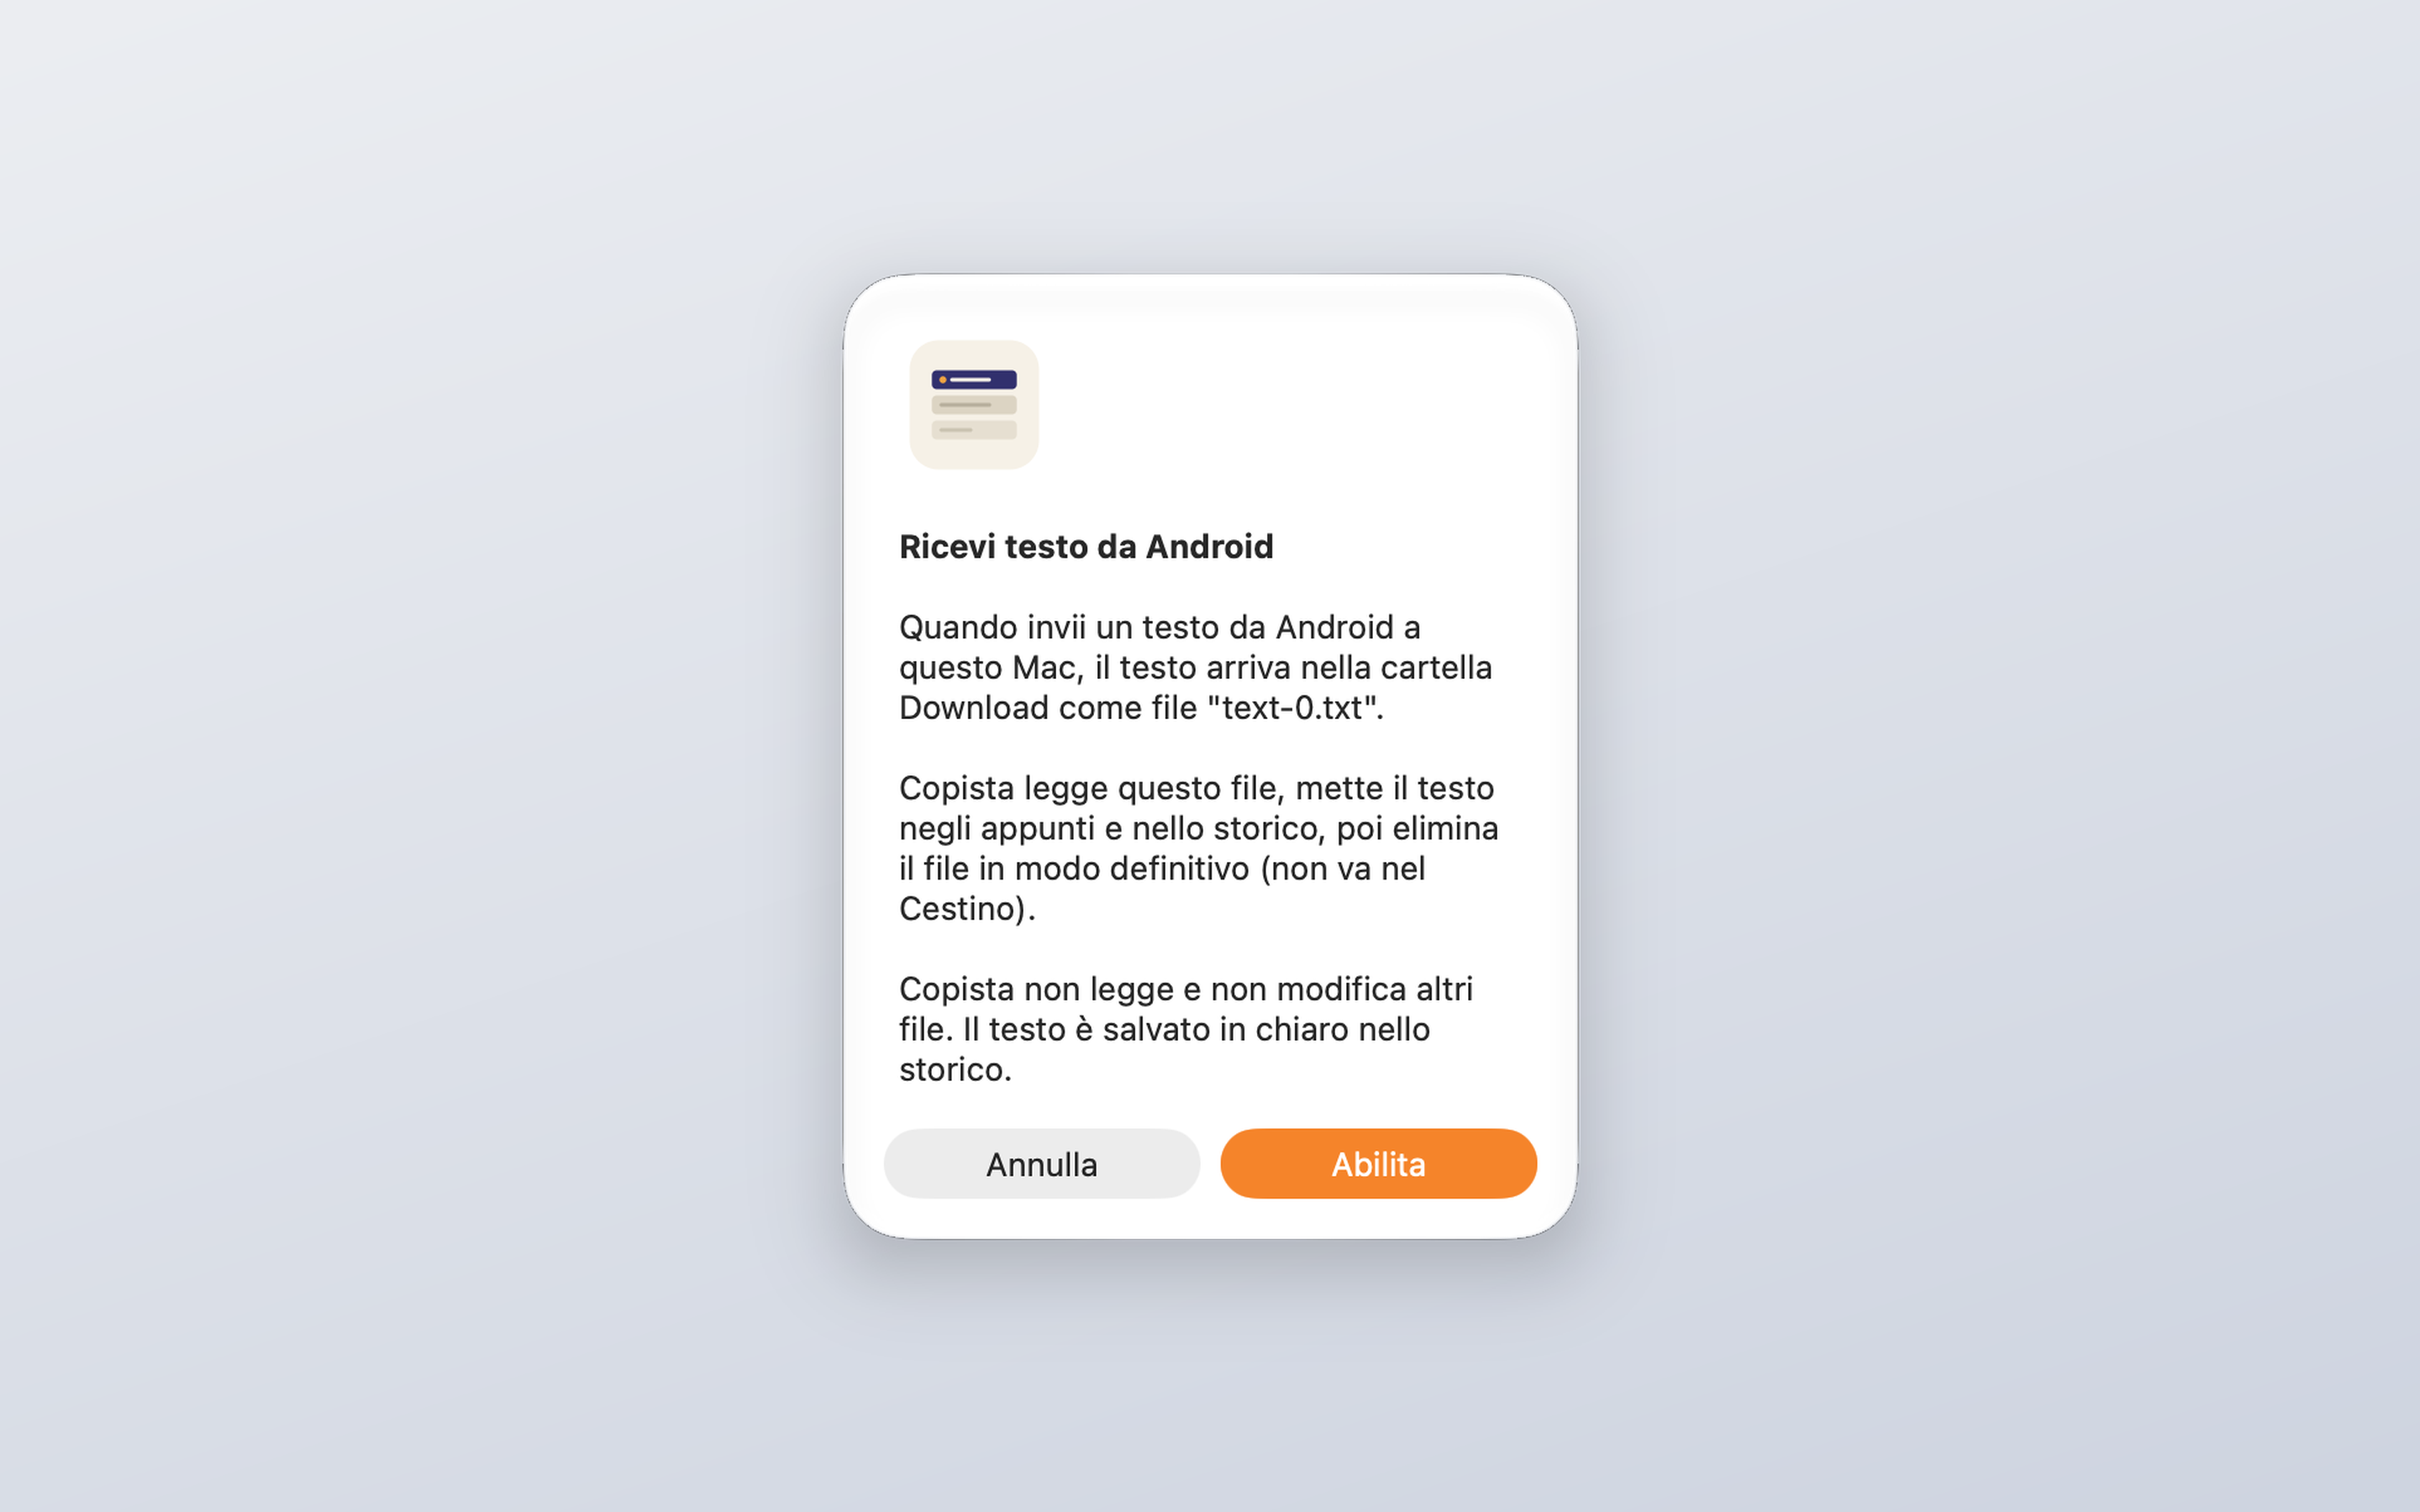 Ricevi testo da Android
Quando invii un testo da Android a
questo Mac, il testo arriva nella cartella
Download come file "text-0.txt".
Copista legge questo file, mette il testo
negli appunti e nello storico, poi elimina
il file in modo definitivo (non va nel
Cestino).
Copista non legge e non modifica altri
file. Il testo è salvato in chiaro nello
storico.
Annulla
Abilita